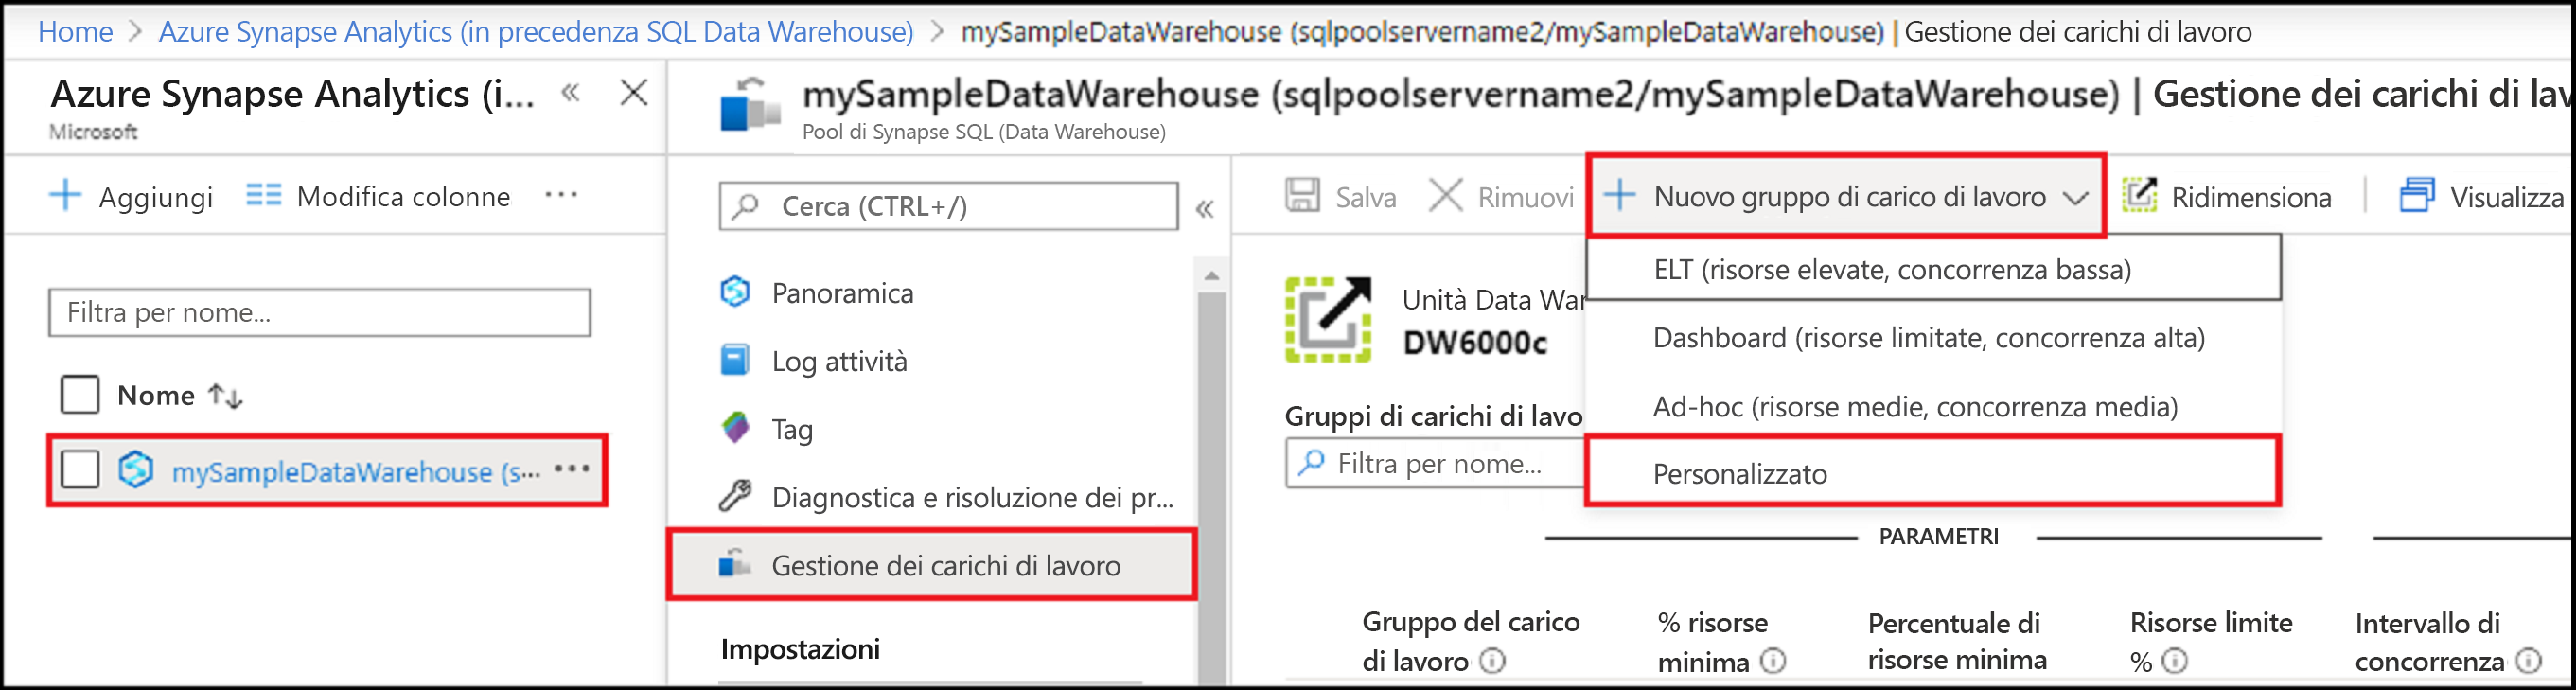 Home > Azure Synapse Analytics (in precedenza SQL Data Warehouse) > mySampleDataWarehouse (sqlpoolservername2/mySampleDataWarehouse) | Gestione dei carichi di lavoro
Azure Synapse Analytics (i...
Microsoft
Aggiungi
Modifica colonne
Filtra per nome...
Nome
mySampleDataWarehouse (s...
mySampleDataWarehouse (sqlpoolservername2/mySampleDataWarehouse) | Gestione dei carichi di lav
Pool di Synapse SQL (Data Warehouse)
Cerca (CTRL+/)
Panoramica
Log attività
Tag
Diagnostica e risoluzione dei pr...
Gestione dei carichi di lavoro
Impostazioni
Salva
Rimuovi
Nuovo gruppo di carico di lavoro
Ridimensiona
Visualizza
ELT (risorse elevate, concorrenza bassa)
Dashboard (risorse limitate, concorrenza alta)
Ad-hoc (risorse medie, concorrenza media)
Personalizzato
Unità Data War
DW6000c
Gruppi di carichi di lavo
Filtra per nome...
PARAMETRI
Gruppo del carico
di lavoro
% risorse
minima
Percentuale di
risorse minima
Risorse limite
%
Intervallo di
concorrenza